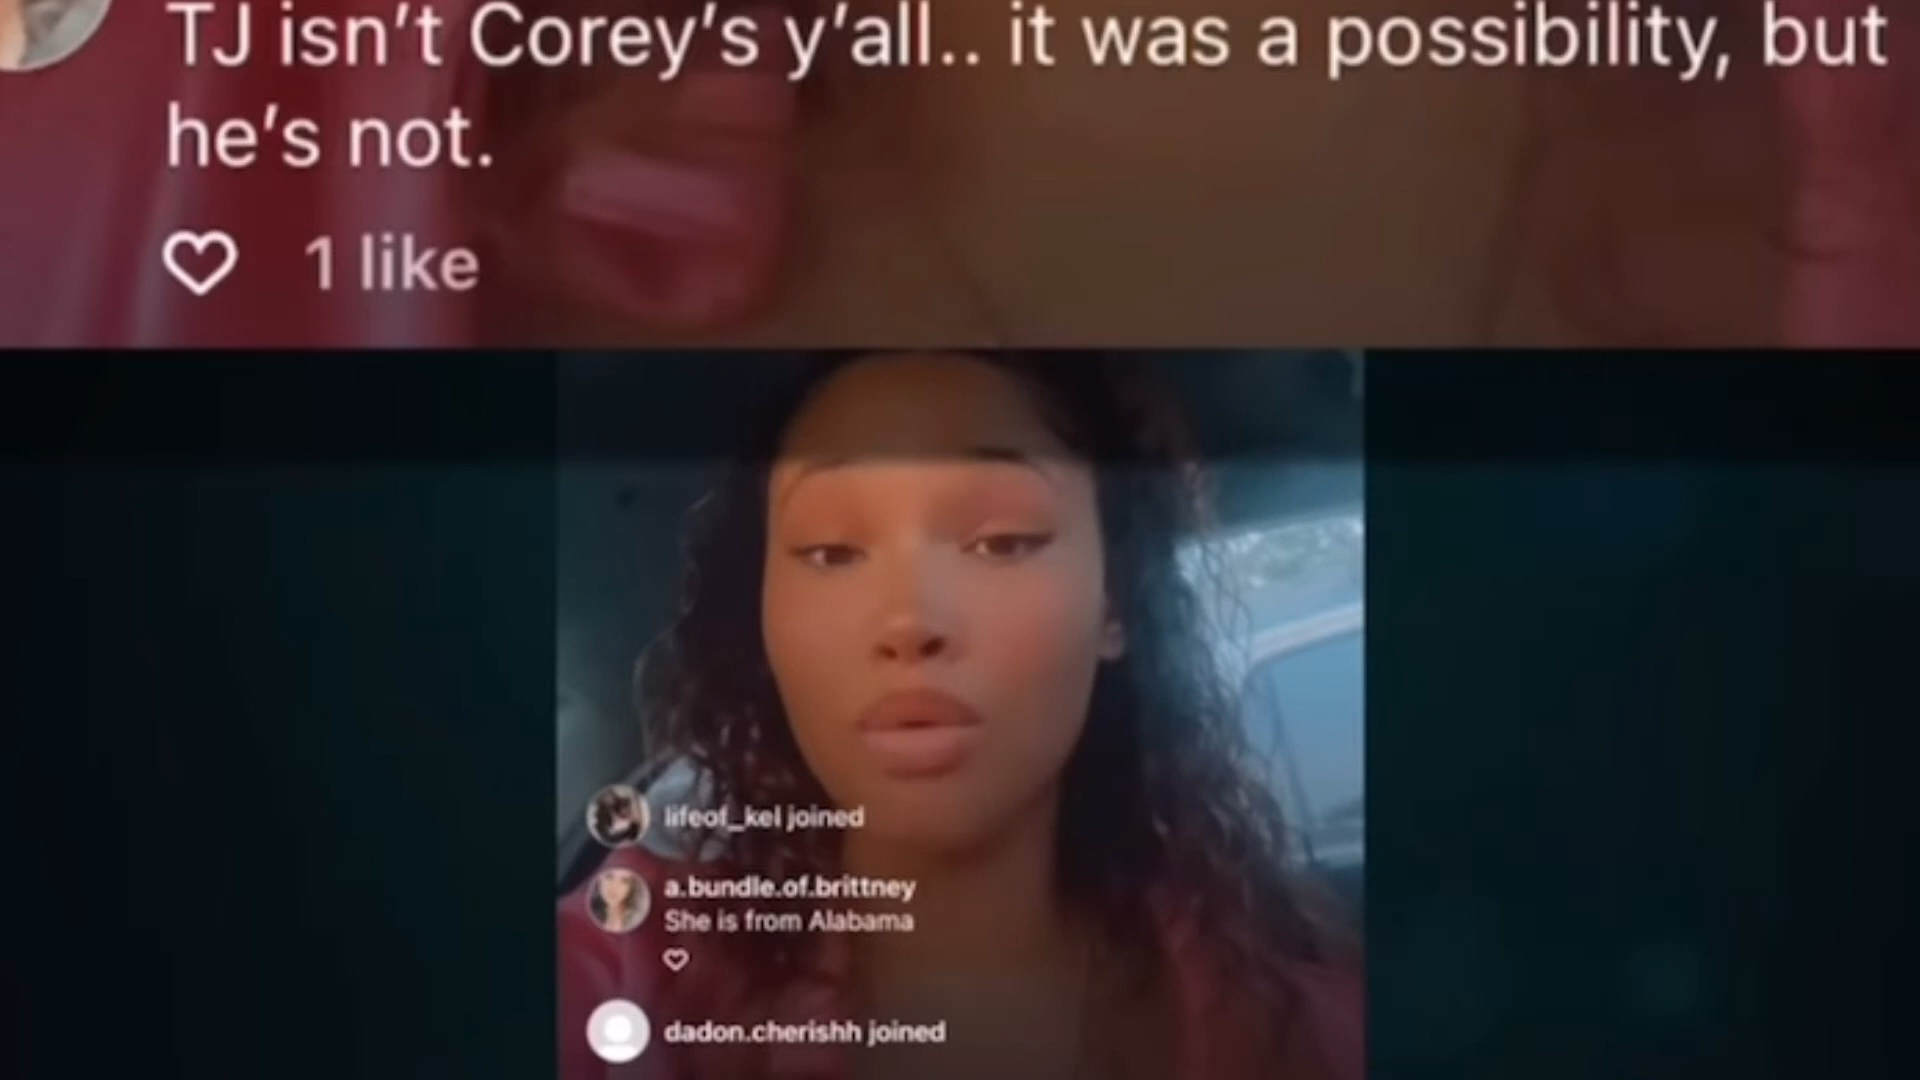 TJ isn’t Corey’s y’all.. it was a possibility, but
he’s not.
1 like
lifeof_kel joined
a.bundle.of.brittney
She is from Alabama
dadon.cherishh joined